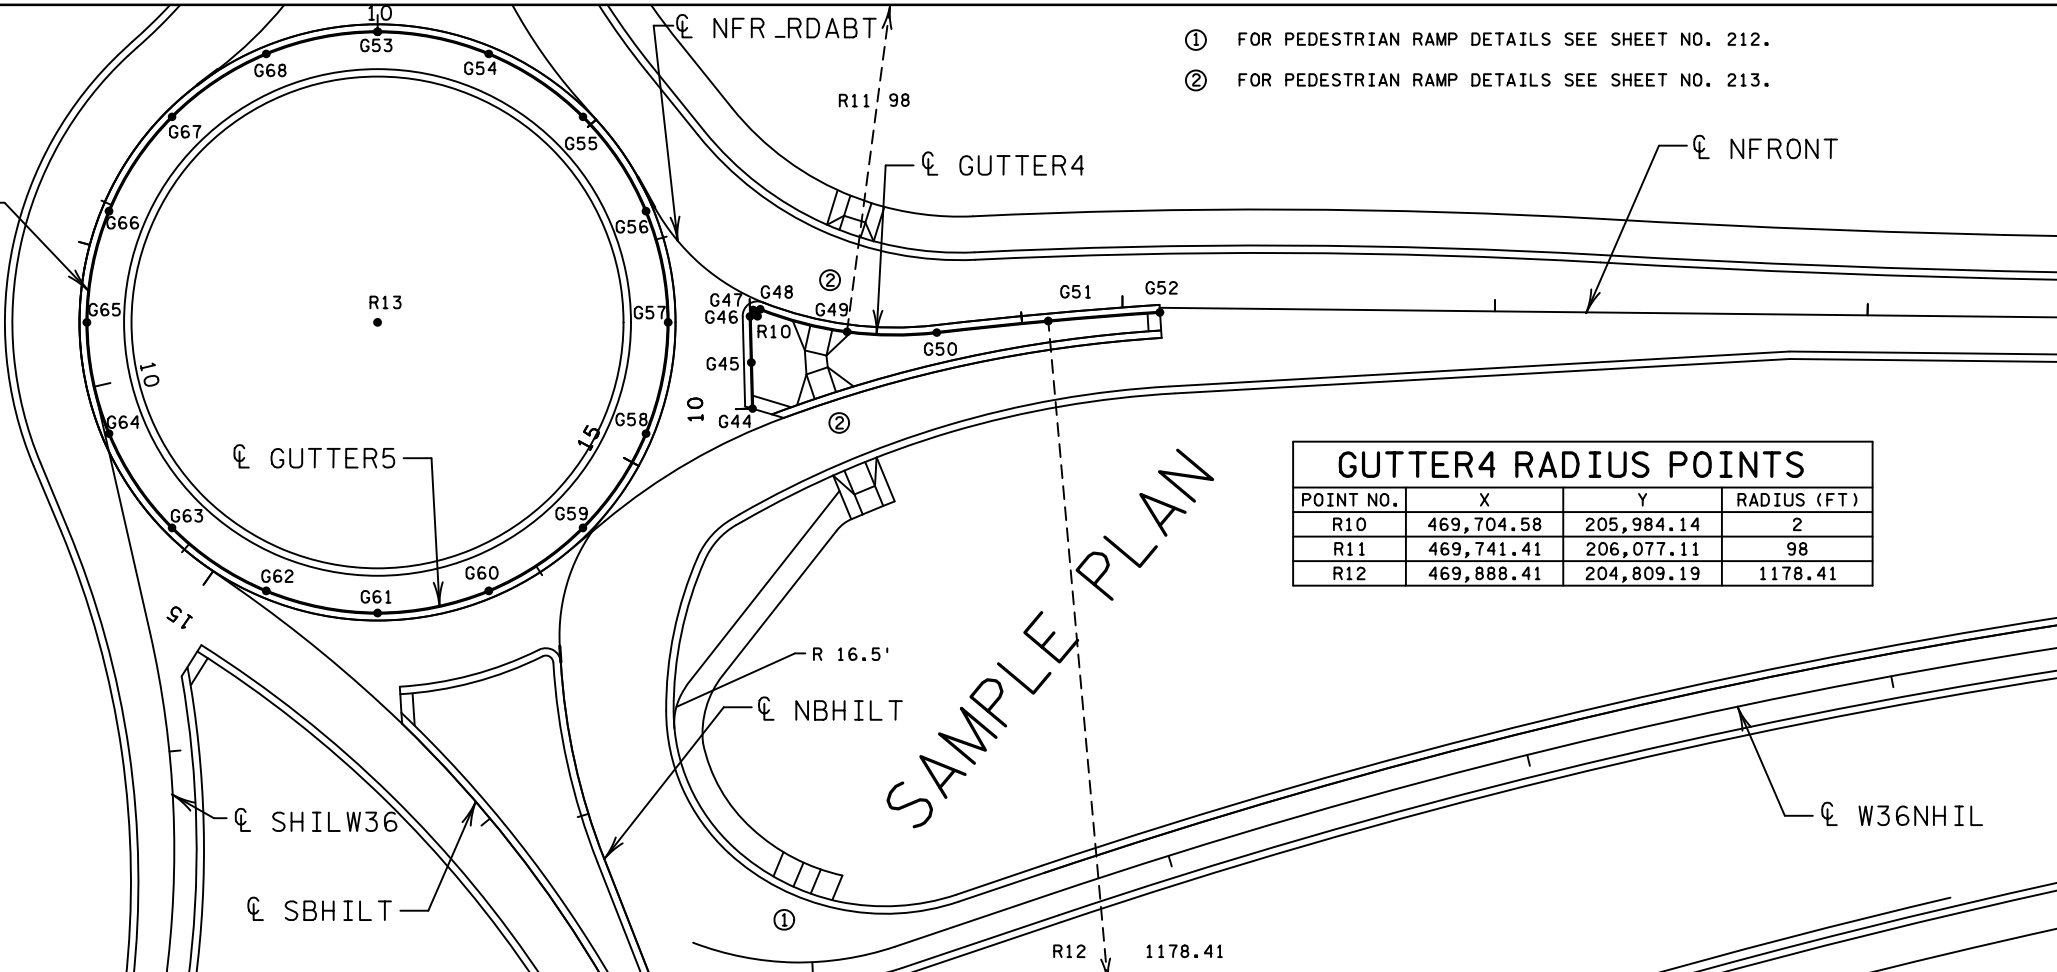 10
G53
G68
G54
℄ NFR_RDABT
① FOR PEDESTRIAN RAMP DETAILS SEE SHEET NO. 212.
② FOR PEDESTRIAN RAMP DETAILS SEE SHEET NO. 213.
R11 98
G67
G55
℄ GUTTER4
℄ NFRONT
G66
G56
②
G65
R13
G57
G47
G48
G46
R10
G49
G50
G51
G52
G45
10
G64
G58
10
G44
②
15
℄ GUTTER5
GUTTER4 RADIUS POINTS
POINT NO. X Y RADIUS (FT)
R10 469,704.58 205,984.14 2
R11 469,741.41 206,077.11 98
R12 469,888.41 204,809.19 1178.41
G63
G59
G62
G60
G61
15
SAMPLE PLAN
R 16.5'
℄ NBHILT
℄ SHILW36
℄ W36NHIL
℄ SBHILT
①
R12 1178.41